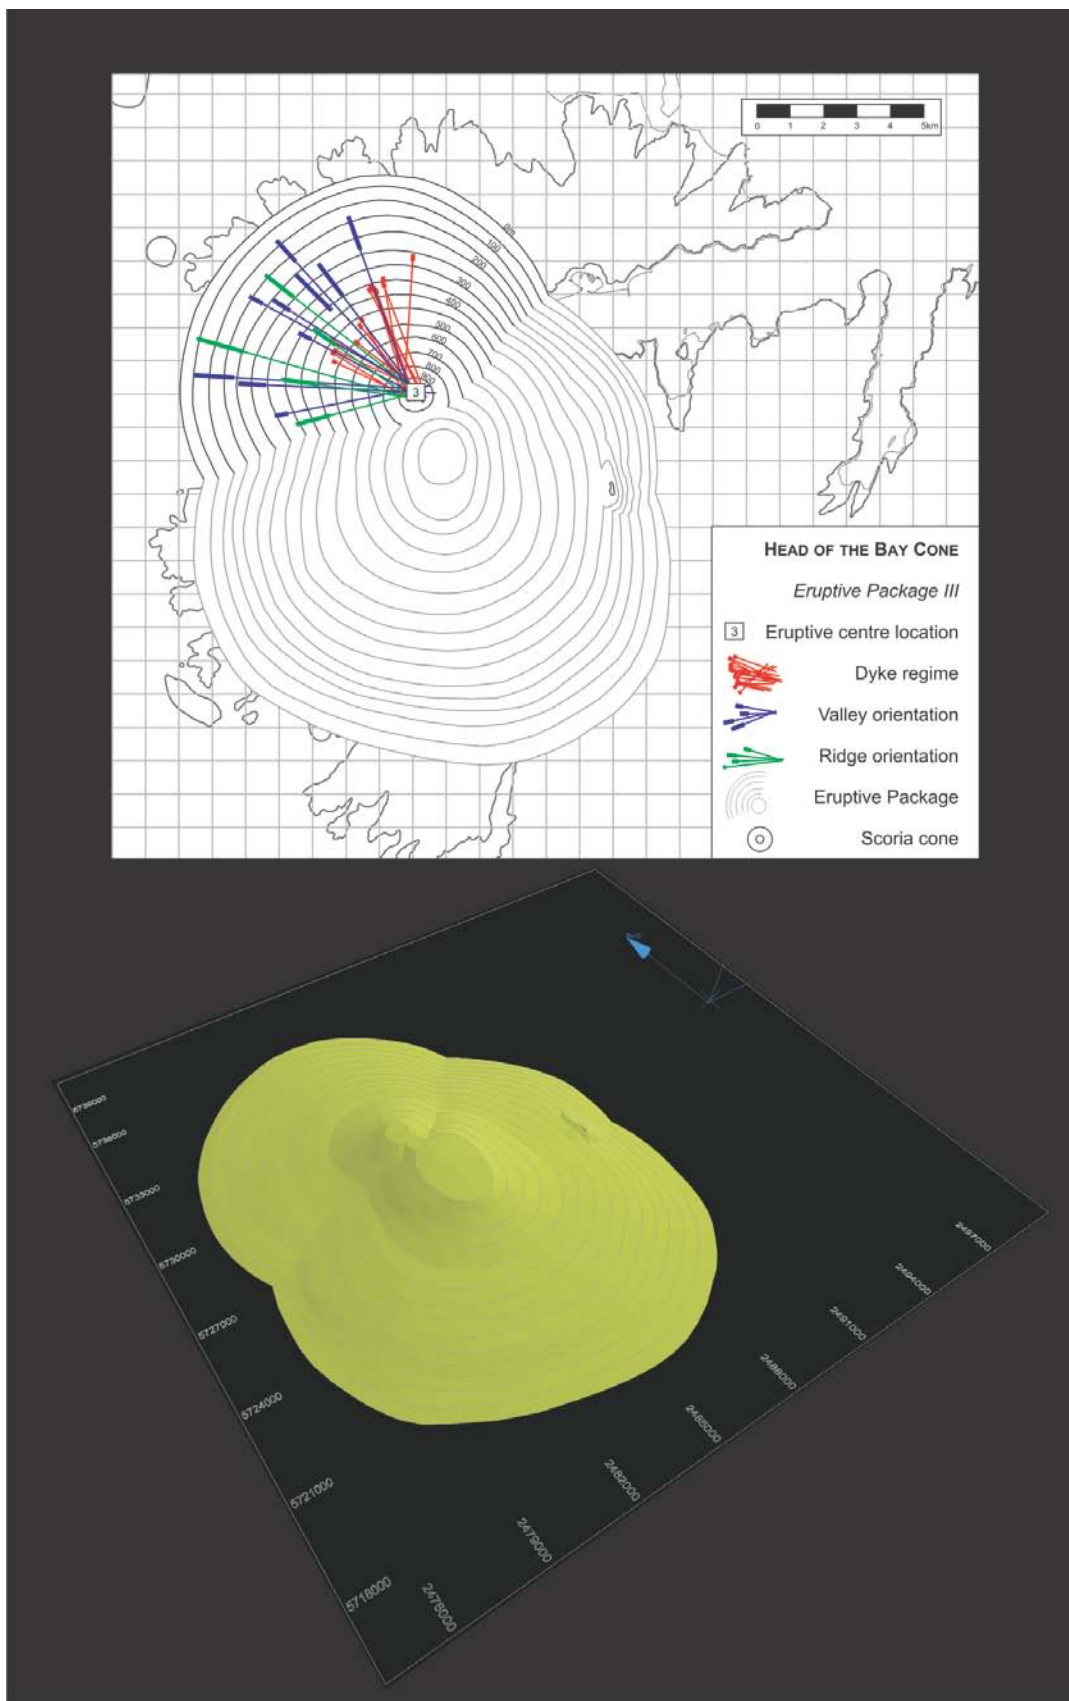 0 1 2 3 4 5km
0m
100
200
300
400
500
600
700
800
900
3
HEAD OF THE BAY CONE
Eruptive Package III
3 Eruptive centre location
Dyke regime
Valley orientation
Ridge orientation
Eruptive Package
Scoria cone
5736000
5733000
5730000
5727000
5724000
5721000
5718000
2497000
2494000
2491000
2488000
2485000
2482000
2479000
2476000